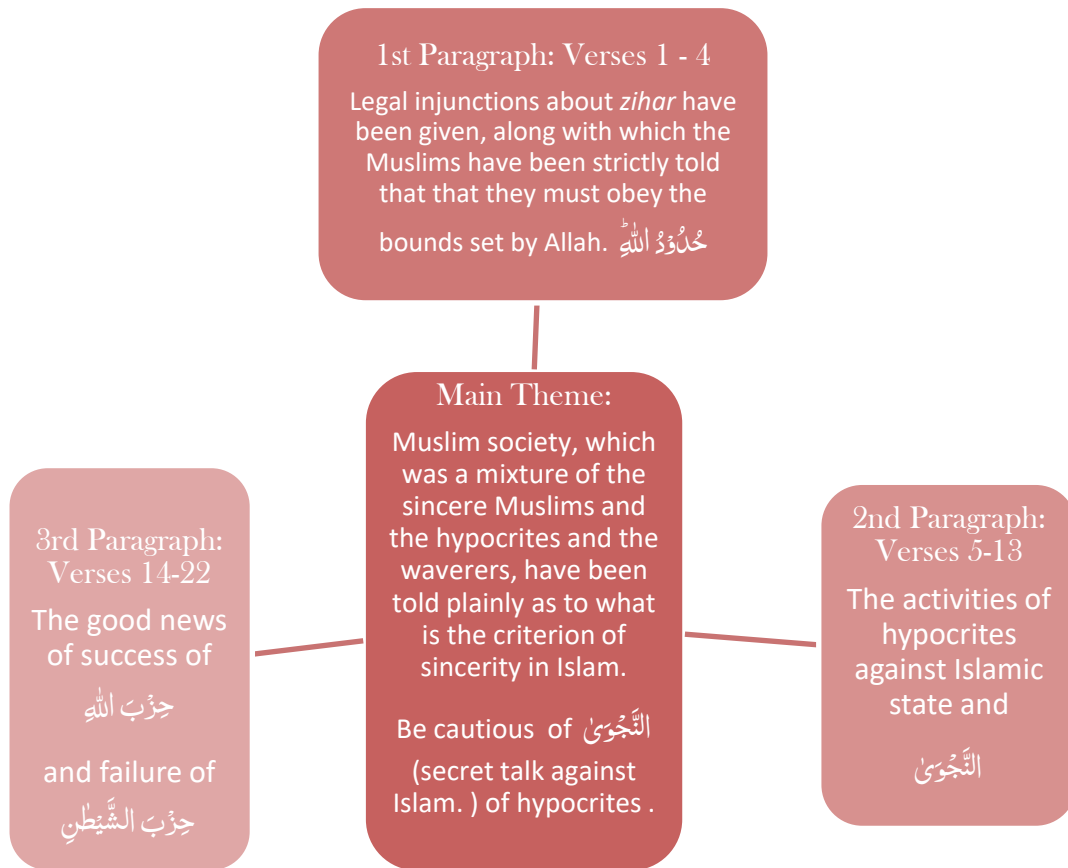 1st Paragraph: Verses 1 - 4
Legal injunctions about zihar have
been given, along with which the
Muslims have been strictly told
that that they must obey the
bounds set by Allah. حُدُوْدُ اللّٰهِؕ
Main Theme:
Muslim society, which
was a mixture of the
sincere Muslims and
the hypocrites and the
waverers, have been
told plainly as to what
is the criterion of
sincerity in Islam.
Be cautious of النَّجْوَىٰ
(secret talk against
Islam. ) of hypocrites .
2nd Paragraph:
Verses 5-13
The activities of
hypocrites
against Islamic
state and
النَّجْوَىٰ
3rd Paragraph:
Verses 14-22
The good news
of success of
حِزْبَ اللّٰهِ
and failure of
حِزْبَ الشَّيْطٰنِ